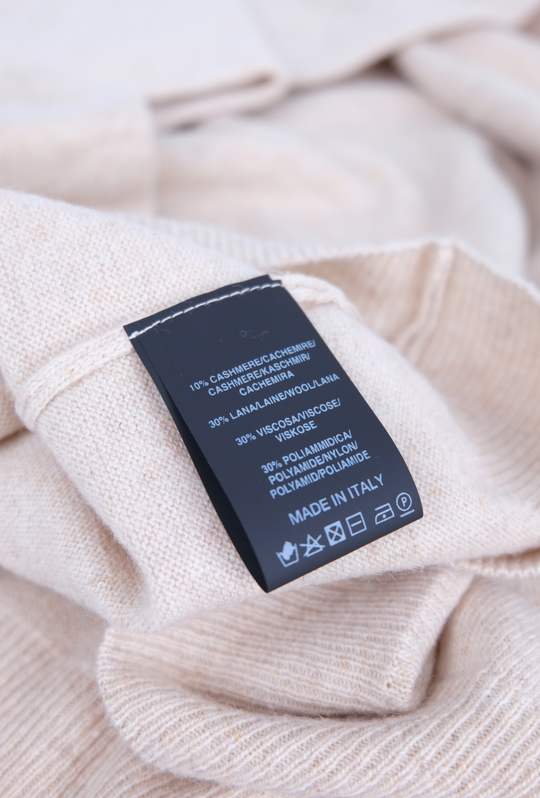 10% CASHMERE/CACHEMIRE/
CASHMERE/KASCHMIR/
CACHEMIRA
30% LANA/LAINE/WOOL/LANA
30% VISCOSA/VISCOSE/
VISKOSE
30% POLIAMMIDICA/
POLYAMIDE/NYLON/
POLYAMID/POLIAMIDE
MADE IN ITALY
P